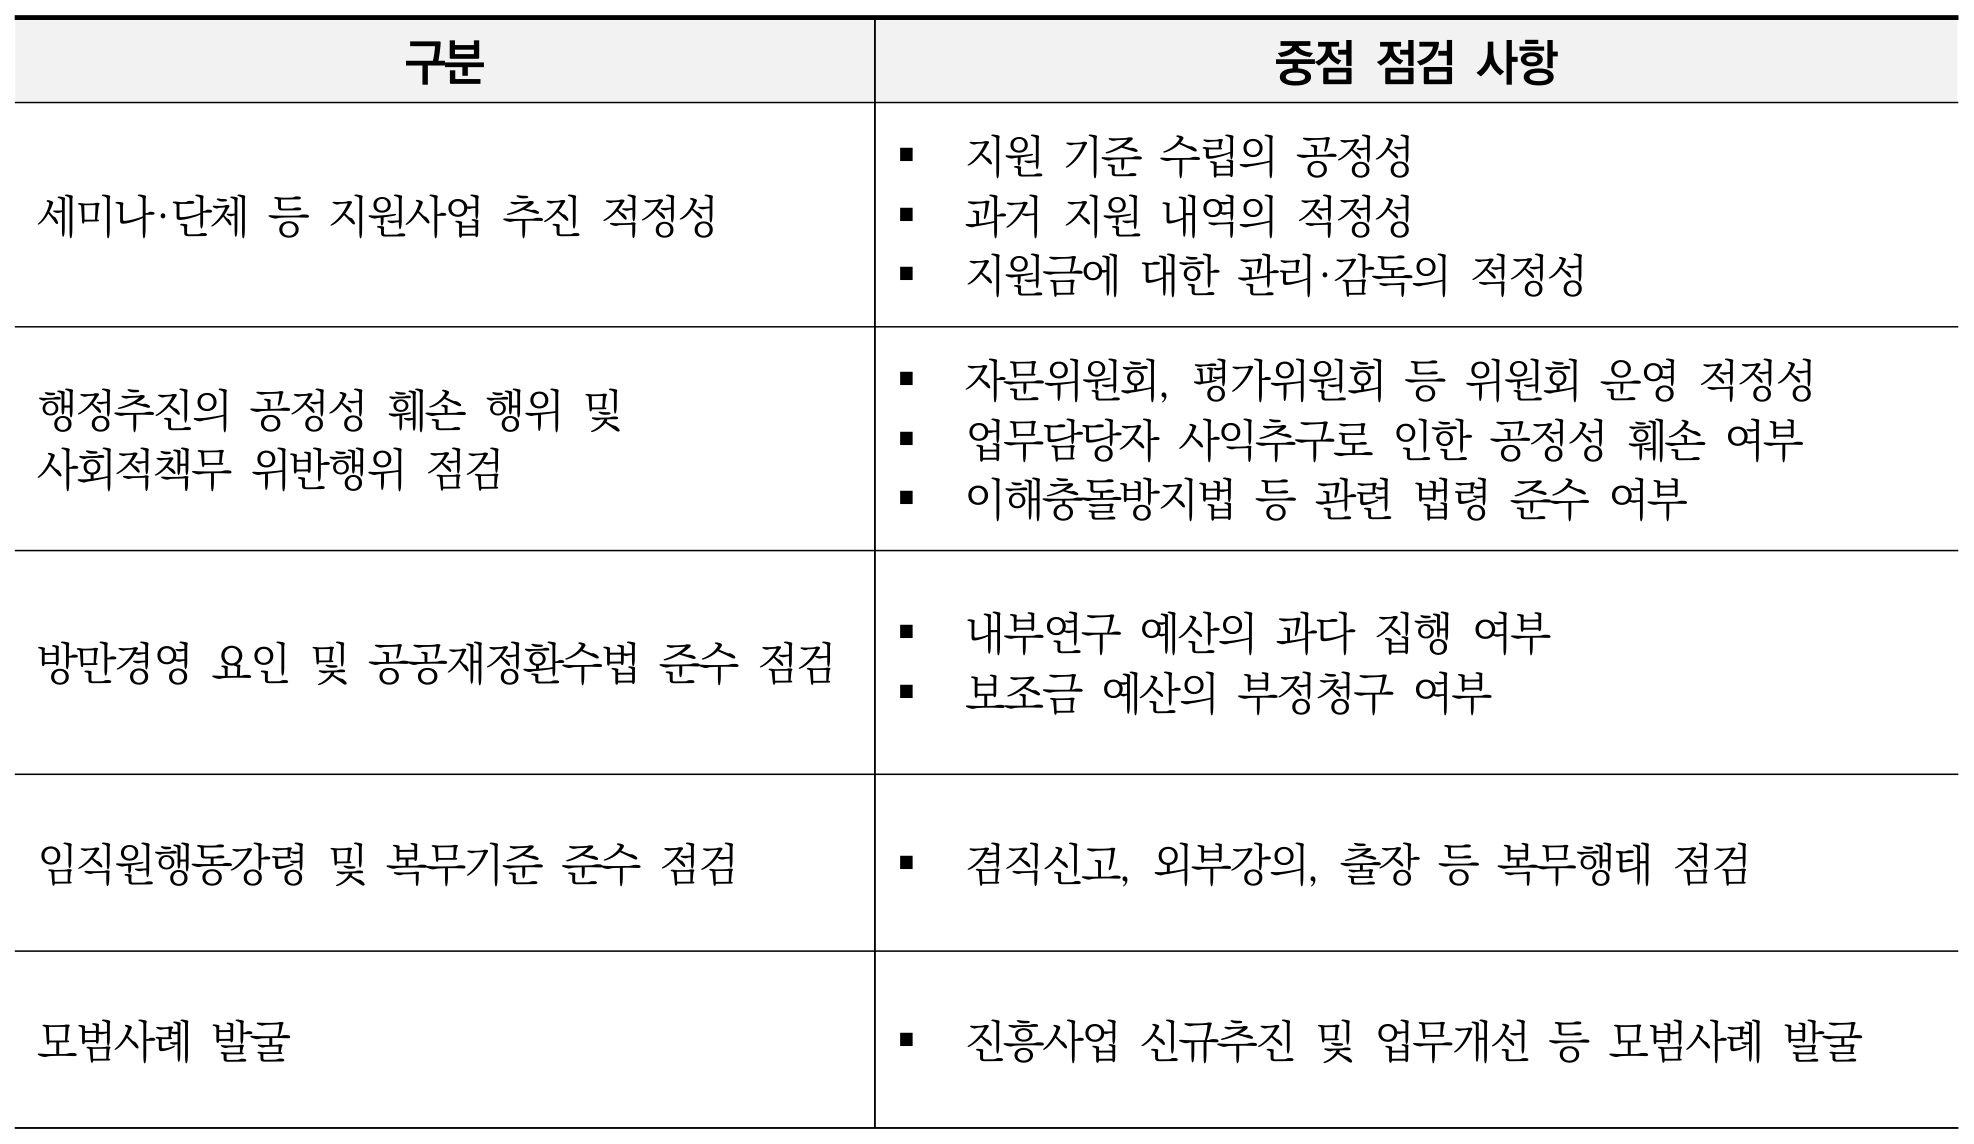 구분
중점 점검 사항
세미나·단체 등 지원사업 추진 적정성
▪ 지원 기준 수립의 공정성
▪ 과거 지원 내역의 적정성
▪ 지원금에 대한 관리·감독의 적정성
행정추진의 공정성 훼손 행위 및
사회적책무 위반행위 점검
▪ 자문위원회, 평가위원회 등 위원회 운영 적정성
▪ 업무담당자 사익추구로 인한 공정성 훼손 여부
▪ 이해충돌방지법 등 관련 법령 준수 여부
방만경영 요인 및 공공재정환수법 준수 점검
▪ 내부연구 예산의 과다 집행 여부
▪ 보조금 예산의 부정청구 여부
임직원행동강령 및 복무기준 준수 점검
▪ 겸직신고, 외부강의, 출장 등 복무행태 점검
모범사례 발굴
▪ 진흥사업 신규추진 및 업무개선 등 모범사례 발굴